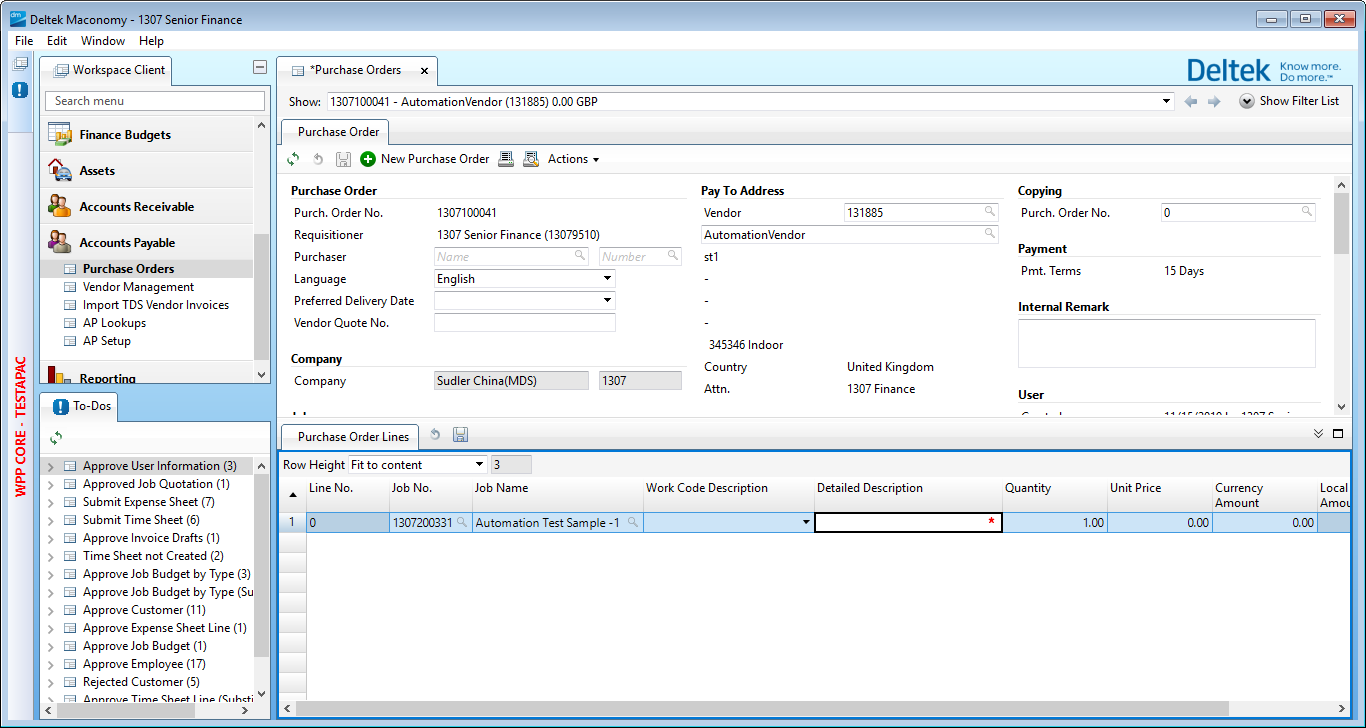 Deltek Maconomy - 1307 Senior Finance
File Edit Window Help
Workspace Client
Search menu
Finance Budgets
Assets
Accounts Receivable
Accounts Payable
Purchase Orders
Vendor Management
Import TDS Vendor Invoices
AP Lookups
AP Setup
Reporting
WPP CORE - TESTAPAC
To-Dos
Approve User Information (3)
Approved Job Quotation (1)
Submit Expense Sheet (7)
Submit Time Sheet (6)
Approve Invoice Drafts (1)
Time Sheet not Created (2)
Approve Job Budget by Type (3)
Approve Job Budget by Type (Su
Approve Customer (11)
Approve Expense Sheet Line (1)
Approve Job Budget (1)
Approve Employee (17)
Rejected Customer (5)
Approve Time Sheet Line (Substi
*Purchase Orders
Deltek Know more.
Do more.™
Show: 1307100041 - AutomationVendor (131885) 0.00 GBP
Show Filter List
Purchase Order
New Purchase Order Actions
Purchase Order
Purch. Order No. 1307100041
Requisitioner 1307 Senior Finance (13079510)
Purchaser Name Number
Language English
Preferred Delivery Date
Vendor Quote No.
Company
Company Sudler China(MDS) 1307
Pay To Address
Vendor 131885
AutomationVendor
st1
-
-
-
345346 Indoor
Country United Kingdom
Attn. 1307 Finance
Copying
Purch. Order No. 0
Payment
Pmt. Terms 15 Days
Internal Remark
User
Purchase Order Lines
Row Height Fit to content 3
Line No. Job No. Job Name Work Code Description Detailed Description Quantity Unit Price Currency Amount Local Amou
1 0 1307200331 Automation Test Sample -1 * 1.00 0.00 0.00